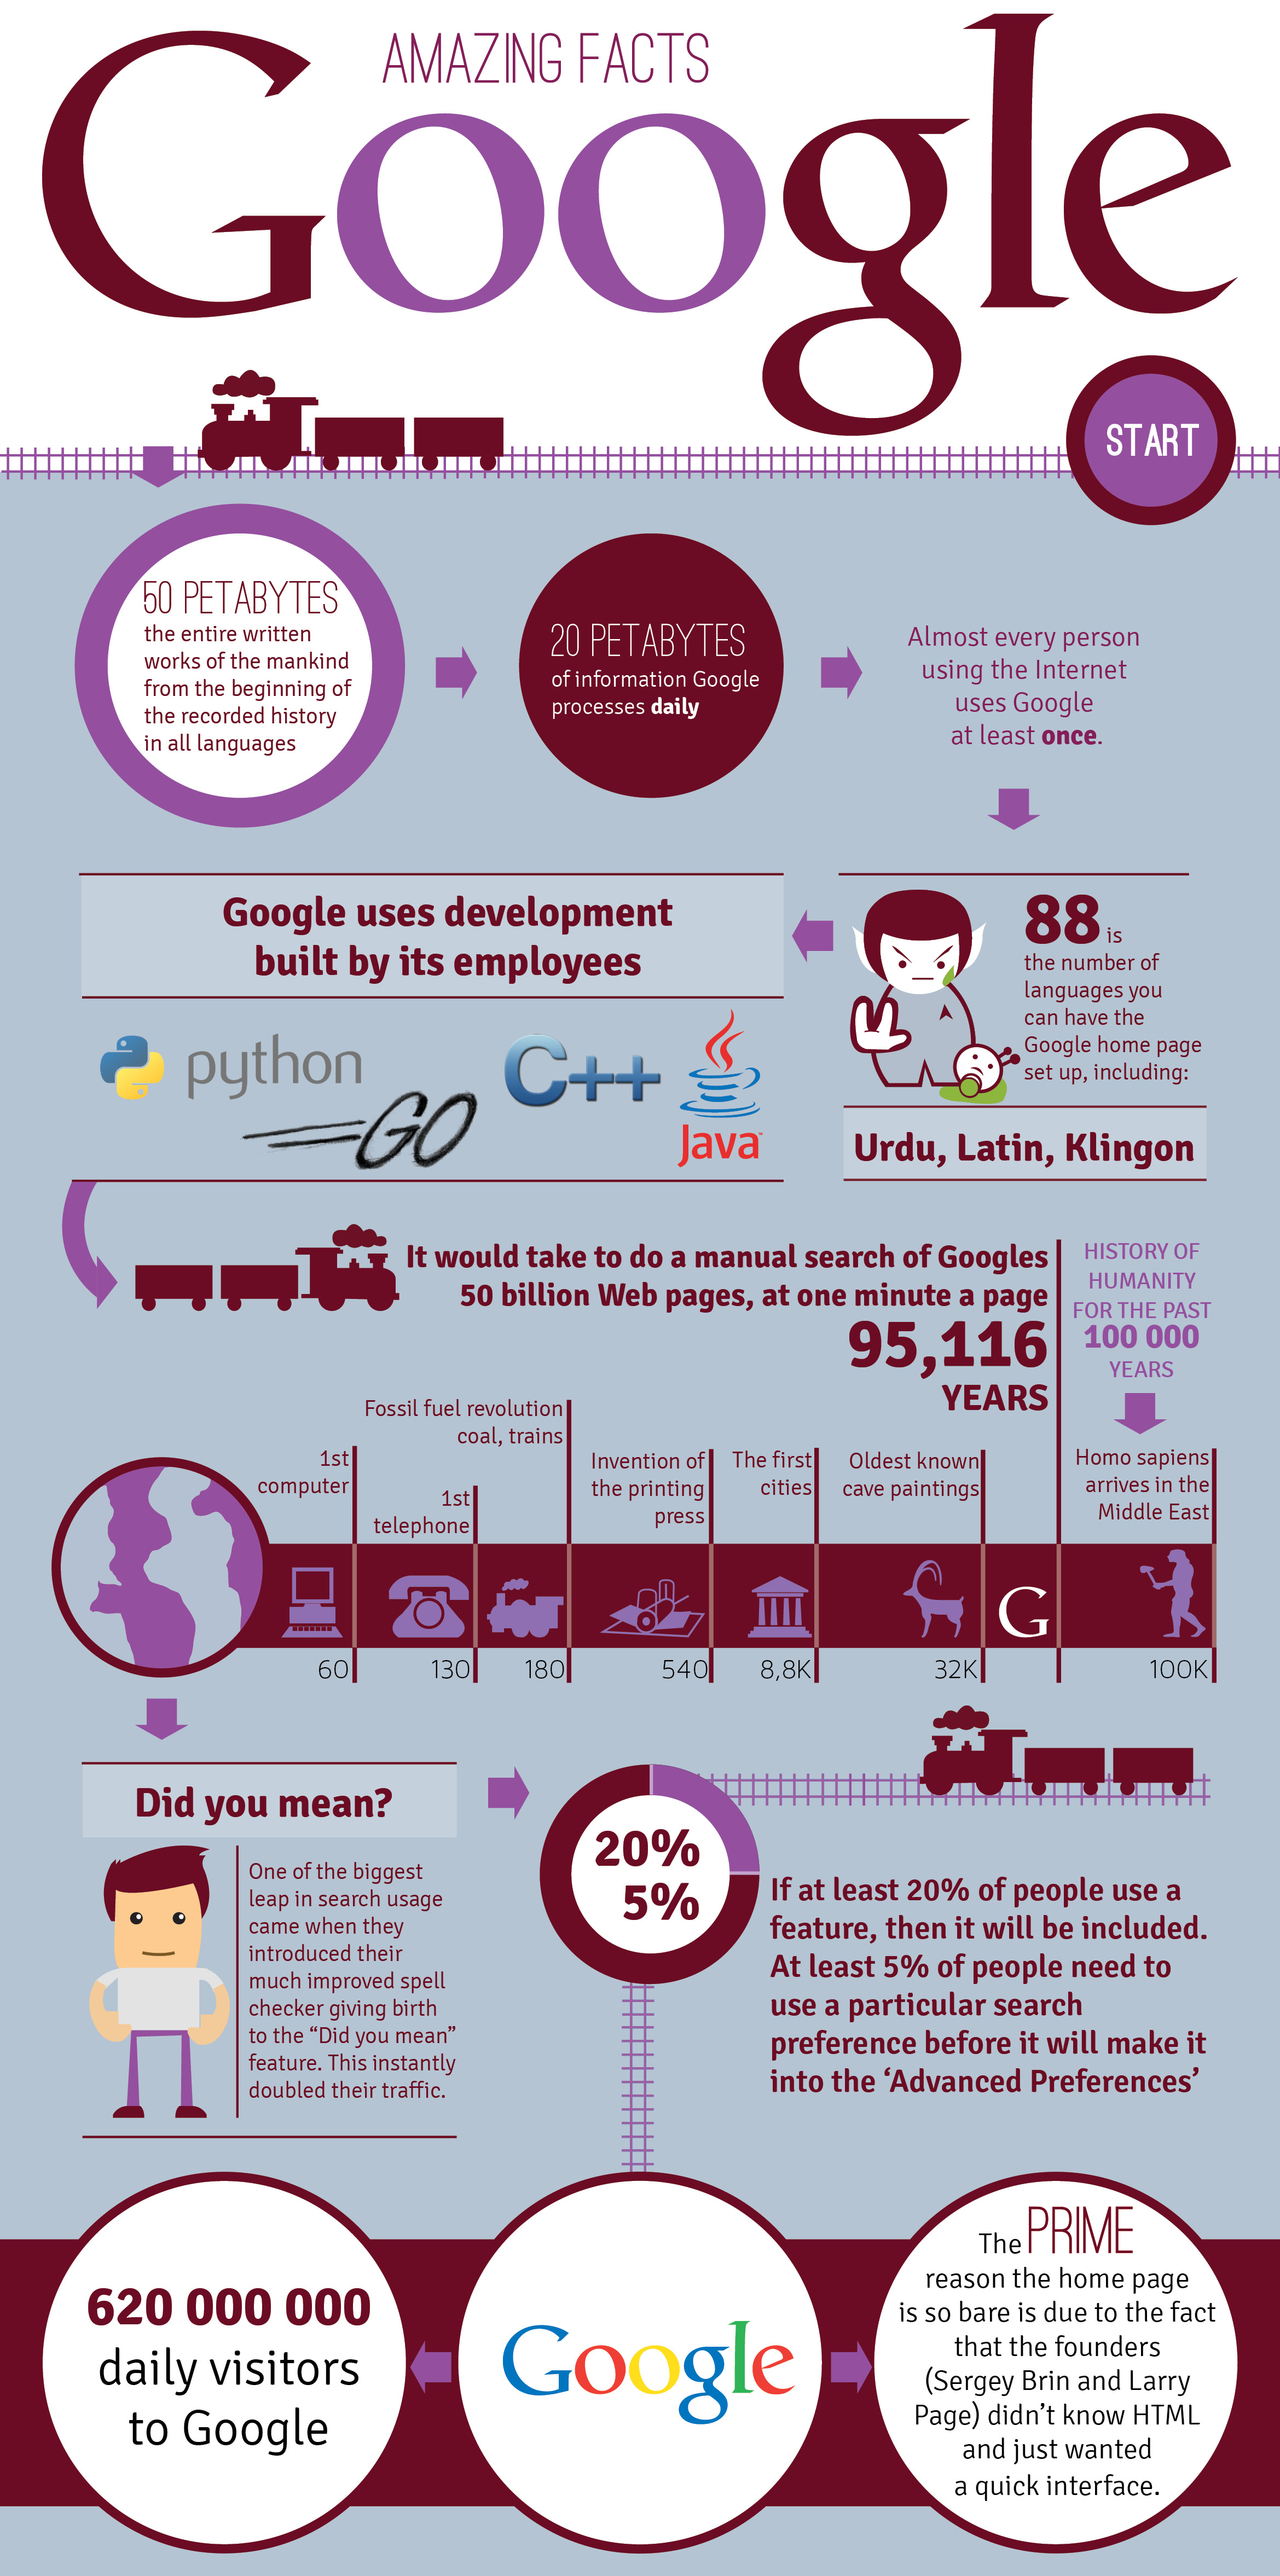 AMAZING FACTS
Google
START
50 PETABYTES
the entire written
works of the mankind
from the beginning of
the recorded history
in all languages
20 PETABYTES
of information Google
processes daily
Almost every person
using the Internet
uses Google
at least once.
88 is
the number of
languages you
can have the
Google home page
set up, including:
Urdu, Latin, Klingon
Google uses development
built by its employees
python
GO
C++
Java™
It would take to do a manual search of Googles
50 billion Web pages, at one minute a page
95,116
YEARS
HISTORY OF
HUMANITY
FOR THE PAST
100 000
YEARS
1st
computer
1st
telephone
Fossil fuel revolution
coal, trains
Invention of
the printing
press
The first
cities
Oldest known
cave paintings
Homo sapiens
arrives in the
Middle East
G
60
130
180
540
8,8K
32K
100K
Did you mean?
One of the biggest
leap in search usage
came when they
introduced their
much improved spell
checker giving birth
to the “Did you mean”
feature. This instantly
doubled their traffic.
20%
5%
If at least 20% of people use a
feature, then it will be included.
At least 5% of people need to
use a particular search
preference before it will make it
into the ‘Advanced Preferences’
620 000 000
daily visitors
to Google
Google
The PRIME
reason the home page
is so bare is due to the fact
that the founders
(Sergey Brin and Larry
Page) didn’t know HTML
and just wanted
a quick interface.